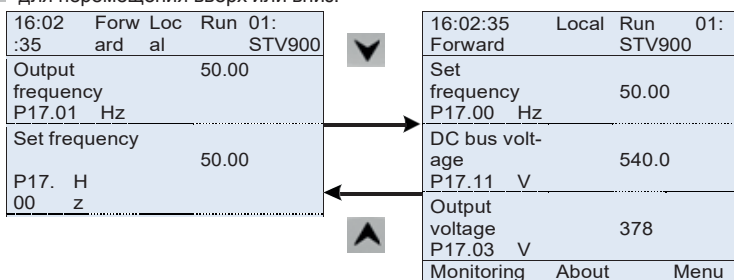 для перемещения вверх или вниз.
16:02 Forw Loc Run 01:
:35 ard al STV900
Output 50.00
frequency
P17.01 Hz
Set frequency
50.00
P17. H
00 z
16:02:35 Local Run 01:
Forward STV900
Set
frequency 50.00
P17.00 Hz
DC bus volt-
age 540.0
P17.11 V
Output
voltage 378
P17.03 V
Monitoring About Menu